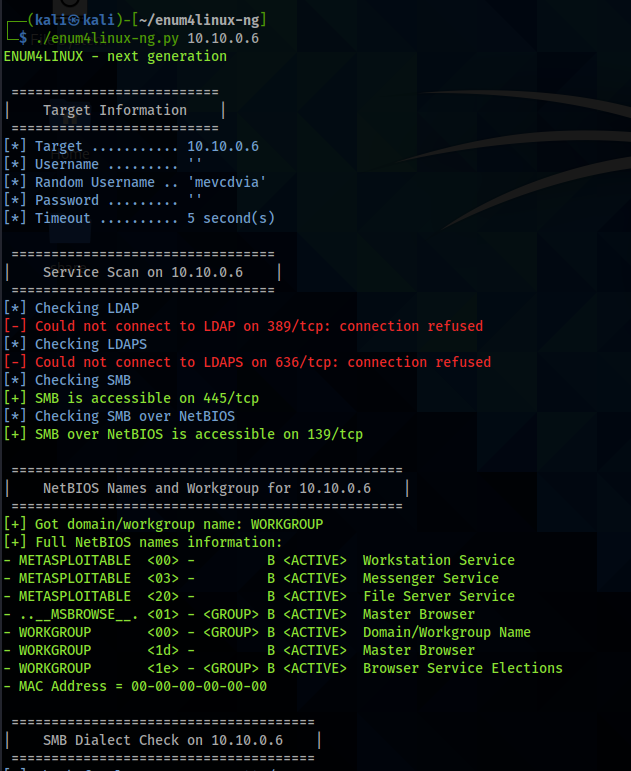 ┌──(kali㉿kali)-[~/enum4linux-ng]
└─$ ./enum4linux-ng.py 10.10.0.6
ENUM4LINUX - next generation
==========================
|    Target Information    |
==========================
[*] Target ........... 10.10.0.6
[*] Username ......... ''
[*] Random Username .. 'mevcdvia'
[*] Password ......... ''
[*] Timeout .......... 5 second(s)
=================================
|    Service Scan on 10.10.0.6    |
=================================
[*] Checking LDAP
[-] Could not connect to LDAP on 389/tcp: connection refused
[*] Checking LDAPS
[-] Could not connect to LDAPS on 636/tcp: connection refused
[*] Checking SMB
[+] SMB is accessible on 445/tcp
[*] Checking SMB over NetBIOS
[+] SMB over NetBIOS is accessible on 139/tcp
=================================================
|    NetBIOS Names and Workgroup for 10.10.0.6    |
=================================================
[+] Got domain/workgroup name: WORKGROUP
[+] Full NetBIOS names information:
- METASPLOITABLE  <00> -         B <ACTIVE>  Workstation Service
- METASPLOITABLE  <03> -         B <ACTIVE>  Messenger Service
- METASPLOITABLE  <20> -         B <ACTIVE>  File Server Service
- ..__MSBROWSE__. <01> - <GROUP> B <ACTIVE>  Master Browser
- WORKGROUP       <00> - <GROUP> B <ACTIVE>  Domain/Workgroup Name
- WORKGROUP       <1d> -         B <ACTIVE>  Master Browser
- WORKGROUP       <1e> - <GROUP> B <ACTIVE>  Browser Service Elections
- MAC Address = 00-00-00-00-00-00
======================================
|    SMB Dialect Check on 10.10.0.6    |
======================================